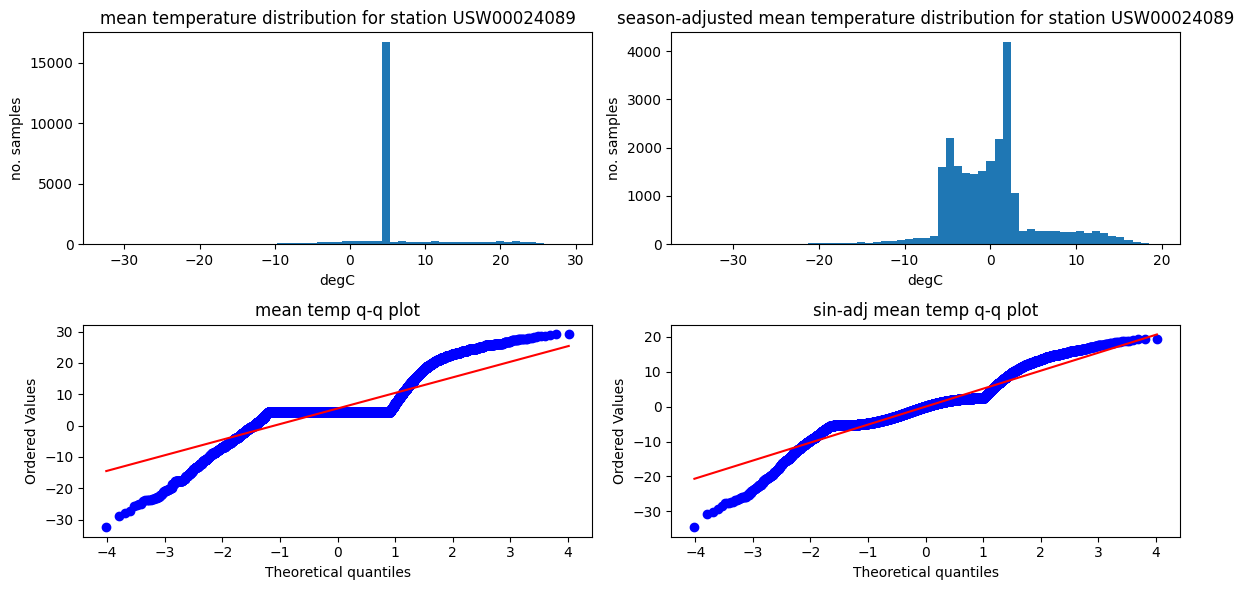 mean temperature distribution for station USW00024089
no. samples
15000
10000
5000
0
−30 −20 −10 0 10 20 30
degC
season-adjusted mean temperature distribution for station USW00024089
no. samples
4000
3000
2000
1000
0
−30 −20 −10 0 10 20
degC
mean temp q-q plot
Ordered Values
30
20
10
0
−10
−20
−30
−4 −3 −2 −1 0 1 2 3 4
Theoretical quantiles
sin-adj mean temp q-q plot
Ordered Values
20
10
0
−10
−20
−30
−4 −3 −2 −1 0 1 2 3 4
Theoretical quantiles